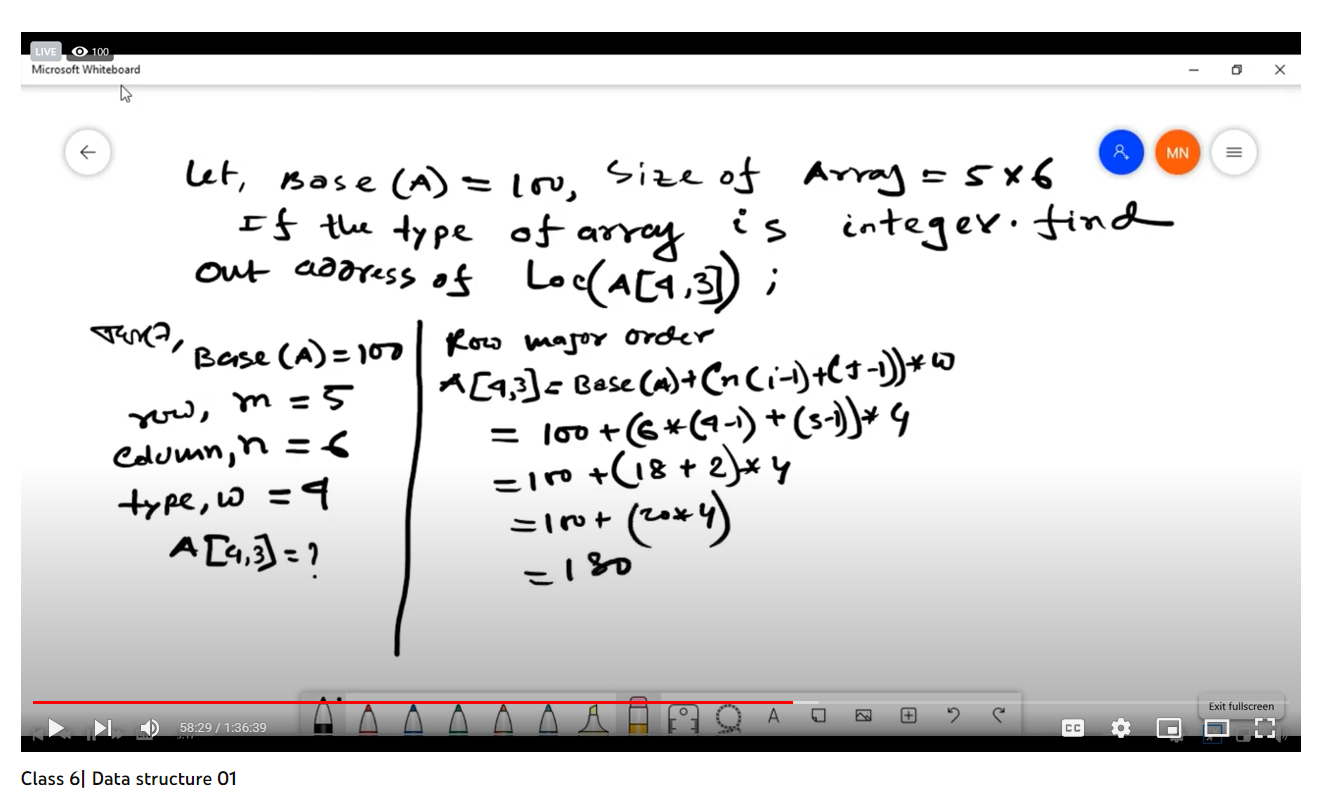 LIVE 100
Microsoft Whiteboard
MN
Let, Base (A) = 100, Size of Array = 5 x 6
If the type of array is integer. find
out address of Loc(A[4,3]) ;
Base (A) = 100
row, m = 5
Column, n = 6
type, w = 4
A[4,3] = ?
Row major order
A[4,3] = Base (A) + (n(i-1) + (J-1)) * w
= 100 + (6 * (4-1) + (3-1)) * 4
= 100 + (18 + 2) * 4
= 100 + (20 * 4)
= 180
A
Exit fullscreen
58:29 / 1:36:39
CC
Class 6| Data structure 01